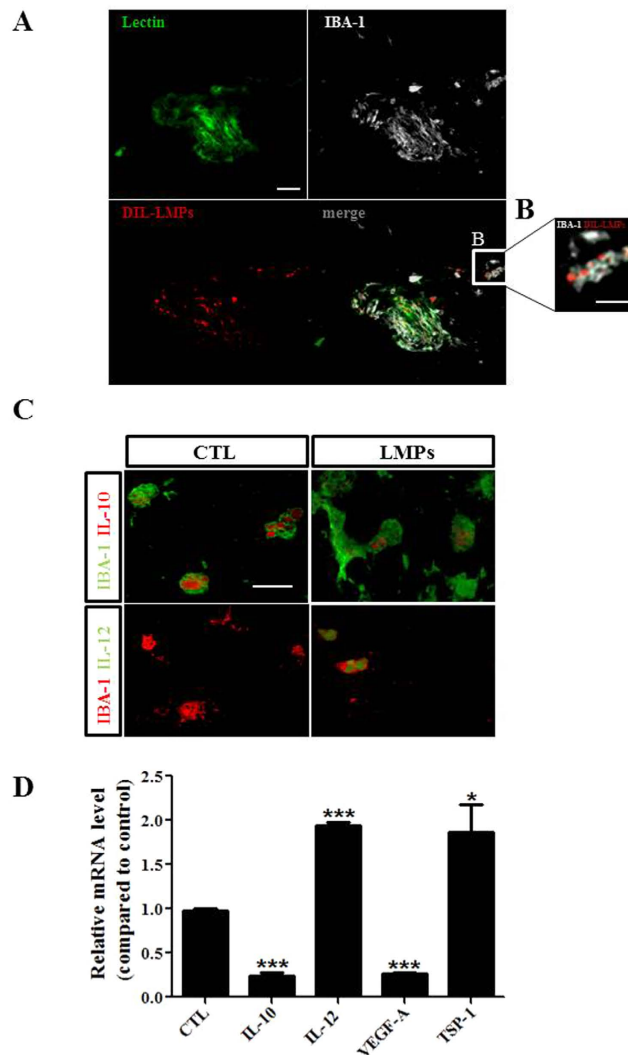 A
Lectin
IBA-1
DIL-LMPs
merge
B
B
IBA-1 DIL-LMPs
C
CTL
LMPs
IBA-1 IL-10
IBA-1 IL-12
D
Relative mRNA level
(compared to control)
2.5
2.0
1.5
1.0
0.5
0.0
***
***
***
*
CTL
IL-10
IL-12
VEGF-A
TSP-1